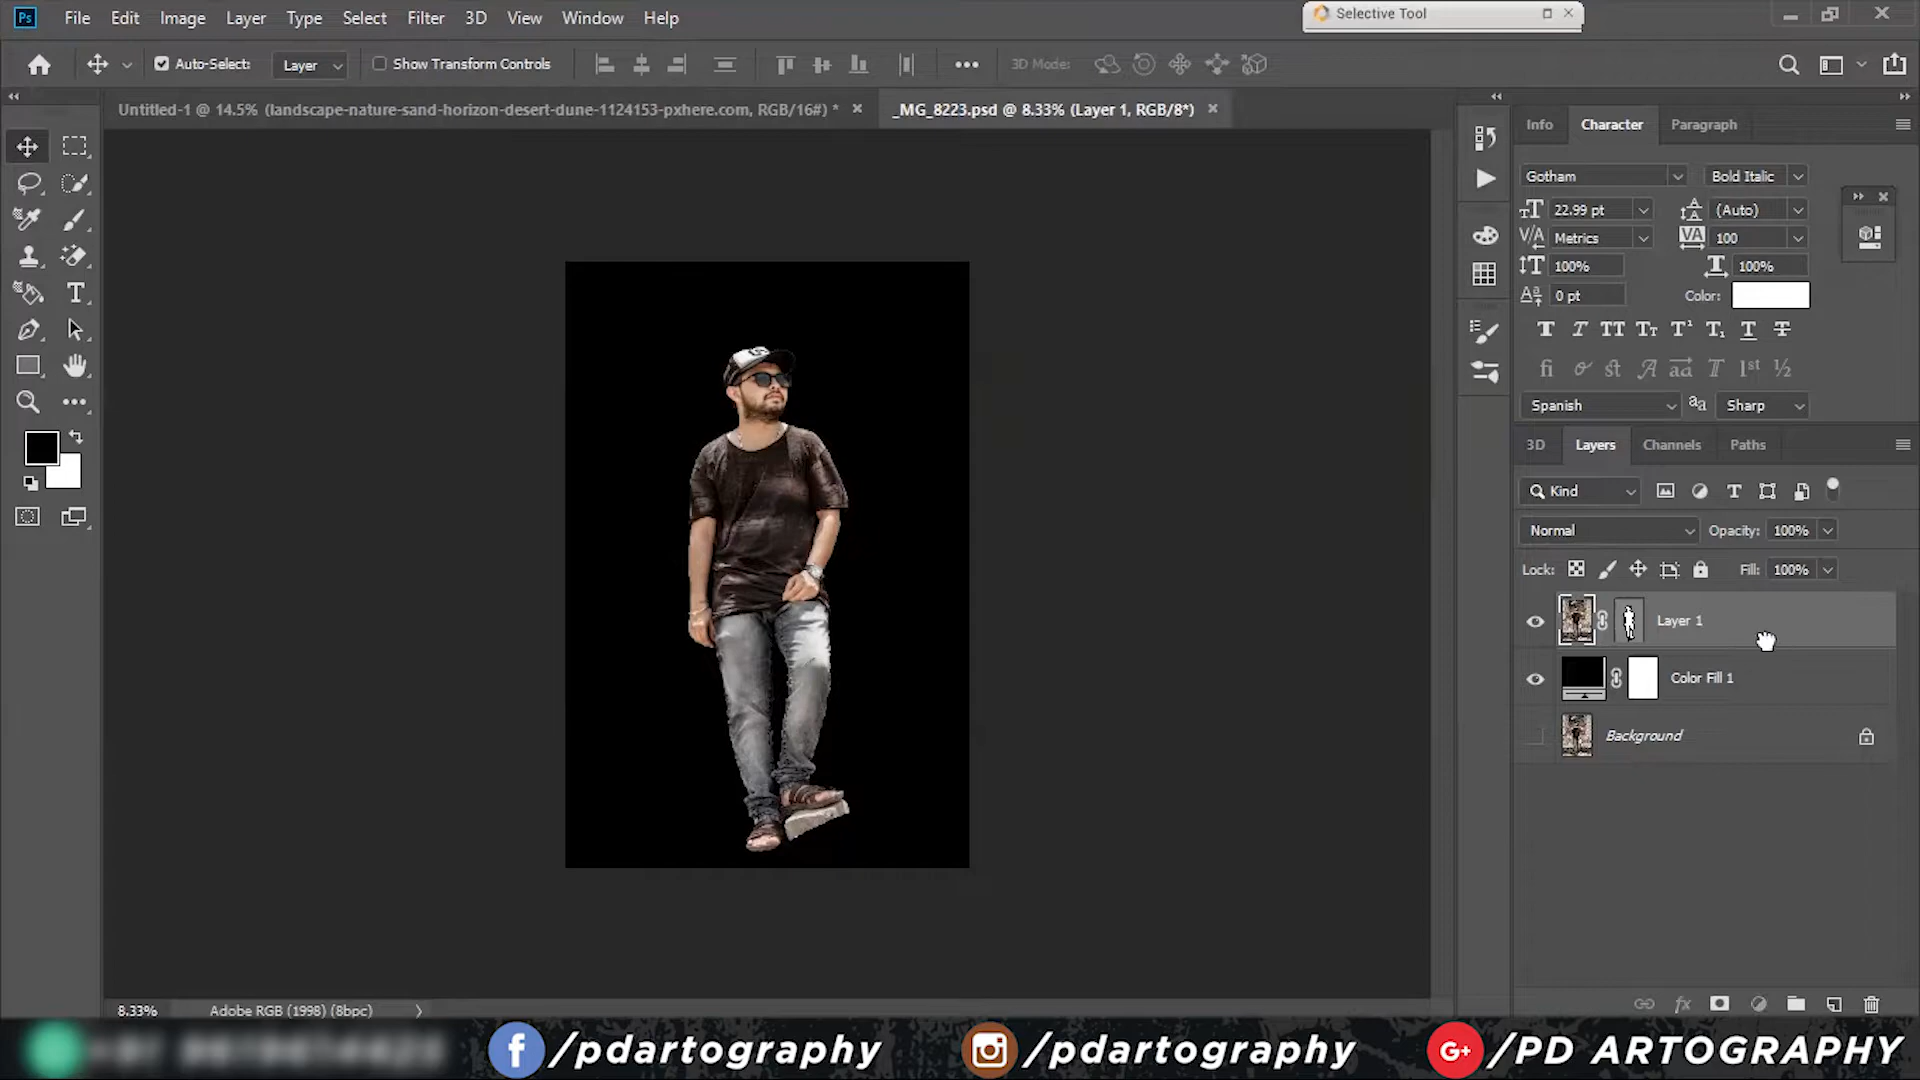 Ps File Edit Image Layer Type Select Filter 3D View Window Help
Selective Tool
Auto-Select: Layer Show Transform Controls 3D Mode:
Untitled-1 @ 14.5% (landscape-nature-sand-horizon-desert-dune-1124153-pxhere.com, RGB/16#) *
_MG_8223.psd @ 8.33% (Layer 1, RGB/8*)
Info Character Paragraph
Gotham Bold Italic
22.99 pt (Auto)
Metrics 100
100% 100%
0 pt Color:
Spanish Sharp
3D Layers Channels Paths
Kind
Normal Opacity: 100%
Lock: Fill: 100%
Layer 1
Color Fill 1
Background
8.33% Adobe RGB (1998) (8bpc)
/pdartography /pdartography G+ /PD ARTOGRAPHY